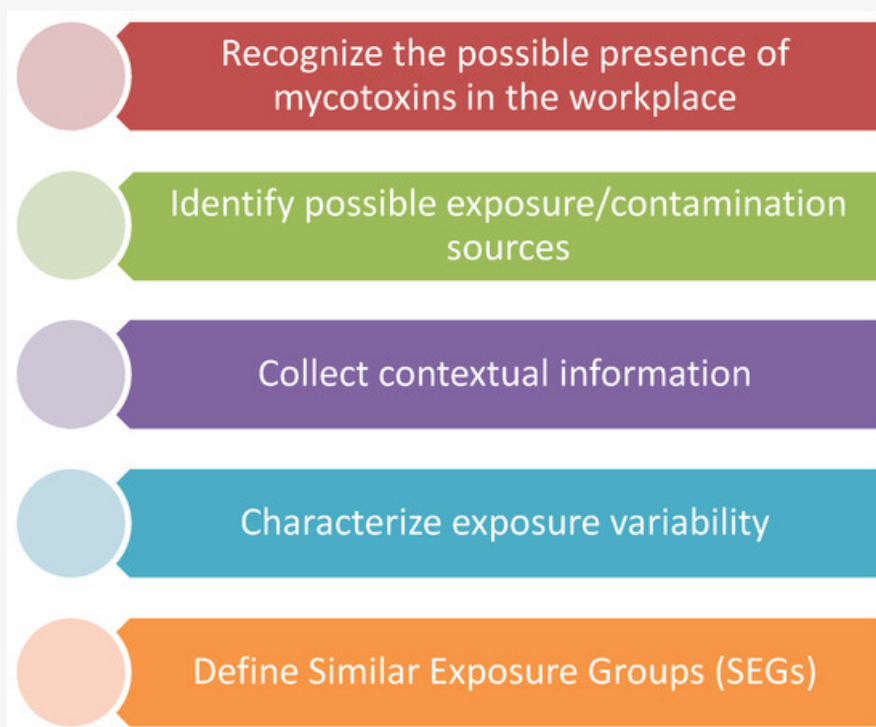 Recognize the possible presence of
mycotoxins in the workplace
Identify possible exposure/contamination
sources
Collect contextual information
Characterize exposure variability
Define Similar Exposure Groups (SEGs)